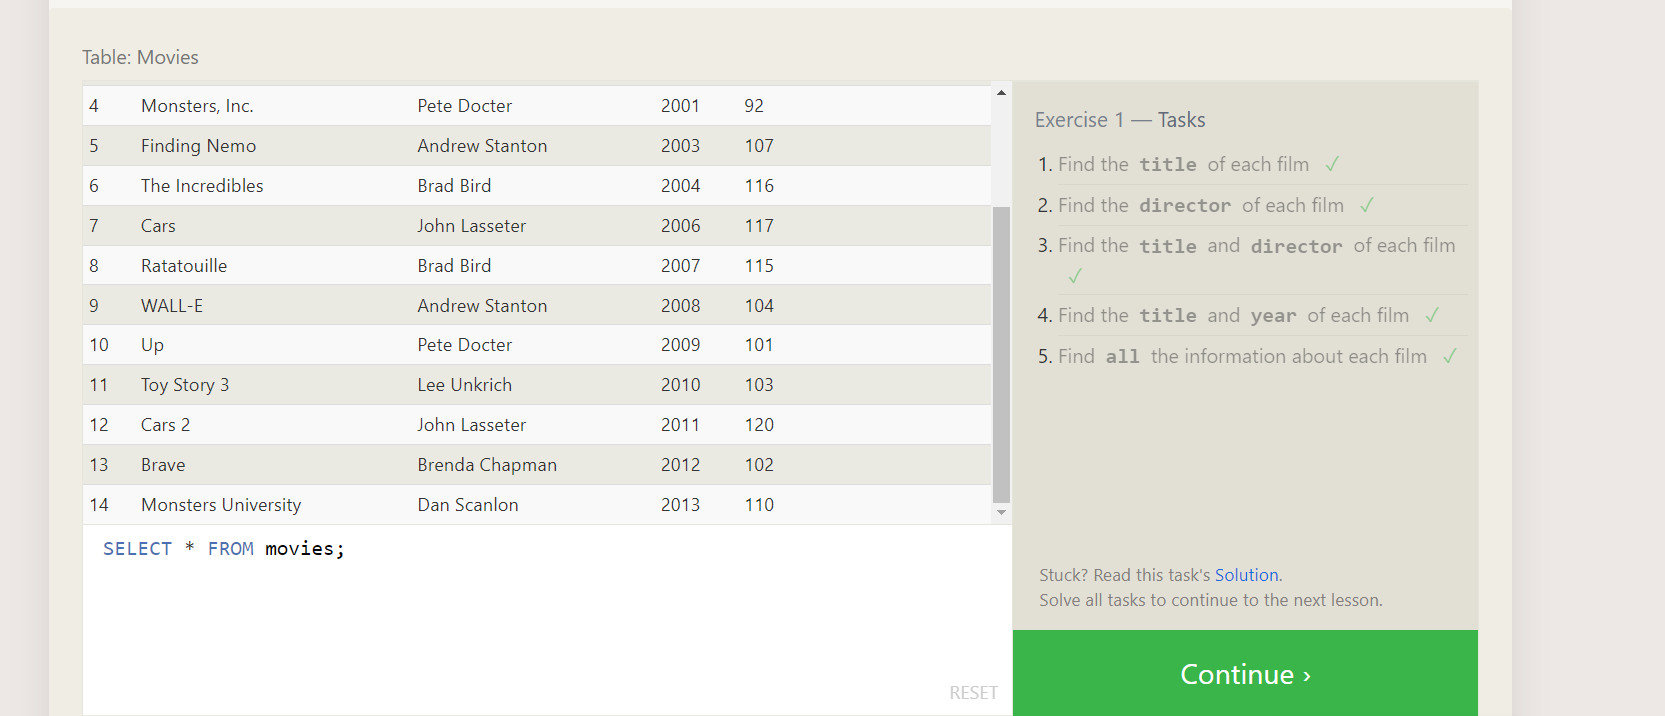 Table: Movies
4 Monsters, Inc. Pete Docter 2001 92
5 Finding Nemo Andrew Stanton 2003 107
6 The Incredibles Brad Bird 2004 116
7 Cars John Lasseter 2006 117
8 Ratatouille Brad Bird 2007 115
9 WALL-E Andrew Stanton 2008 104
10 Up Pete Docter 2009 101
11 Toy Story 3 Lee Unkrich 2010 103
12 Cars 2 John Lasseter 2011 120
13 Brave Brenda Chapman 2012 102
14 Monsters University Dan Scanlon 2013 110
SELECT * FROM movies;
RESET
Exercise 1 — Tasks
1. Find the title of each film ✓
2. Find the director of each film ✓
3. Find the title and director of each film
✓
4. Find the title and year of each film ✓
5. Find all the information about each film ✓
Stuck? Read this task's Solution.
Solve all tasks to continue to the next lesson.
Continue ›